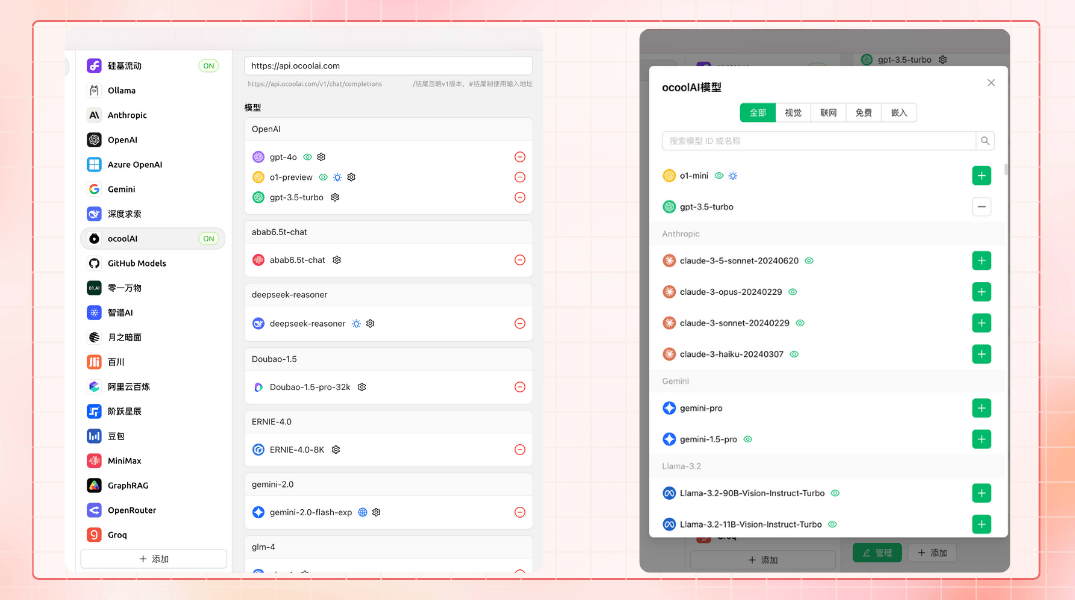 硅基流动 ON
Ollama
Anthropic
OpenAI
Azure OpenAI
Gemini
深度求索
ocoolAI ON
GitHub Models
零一万物
智谱AI
月之暗面
百川
阿里云百炼
阶跃星辰
豆包
MiniMax
GraphRAG
OpenRouter
Groq
+ 添加
https://api.ocoolai.com
https://api.ocoolai.com/v1/chat/completions
/结尾忽略v1版本，#结尾制使用输入地址
模型
OpenAI
gpt-4o
o1-preview
gpt-3.5-turbo
abab6.5t-chat
abab6.5t-chat
deepseek-reasoner
deepseek-reasoner
Doubao-1.5
Doubao-1.5-pro-32k
ERNIE-4.0
ERNIE-4.0-8K
gemini-2.0
gemini-2.0-flash-exp
glm-4
gpt-3.5-turbo
ocoolAI模型
全部 视觉 联网 免费 嵌入
搜索模型 ID 或名称
o1-mini
gpt-3.5-turbo
Anthropic
claude-3-5-sonnet-20240620
claude-3-opus-20240229
claude-3-sonnet-20240229
claude-3-haiku-20240307
Gemini
gemini-pro
gemini-1.5-pro
Llama-3.2
Llama-3.2-90B-Vision-Instruct-Turbo
Llama-3.2-11B-Vision-Instruct-Turbo
Groq
+ 添加
管理
+ 添加